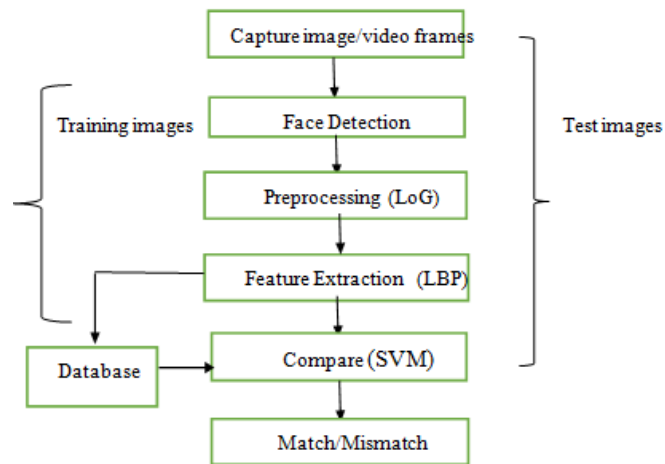 Capture image/video frames
Training images
Face Detection
Test images
Preprocessing (LoG)
Feature Extraction (LBP)
Database
Compare (SVM)
Match/Mismatch